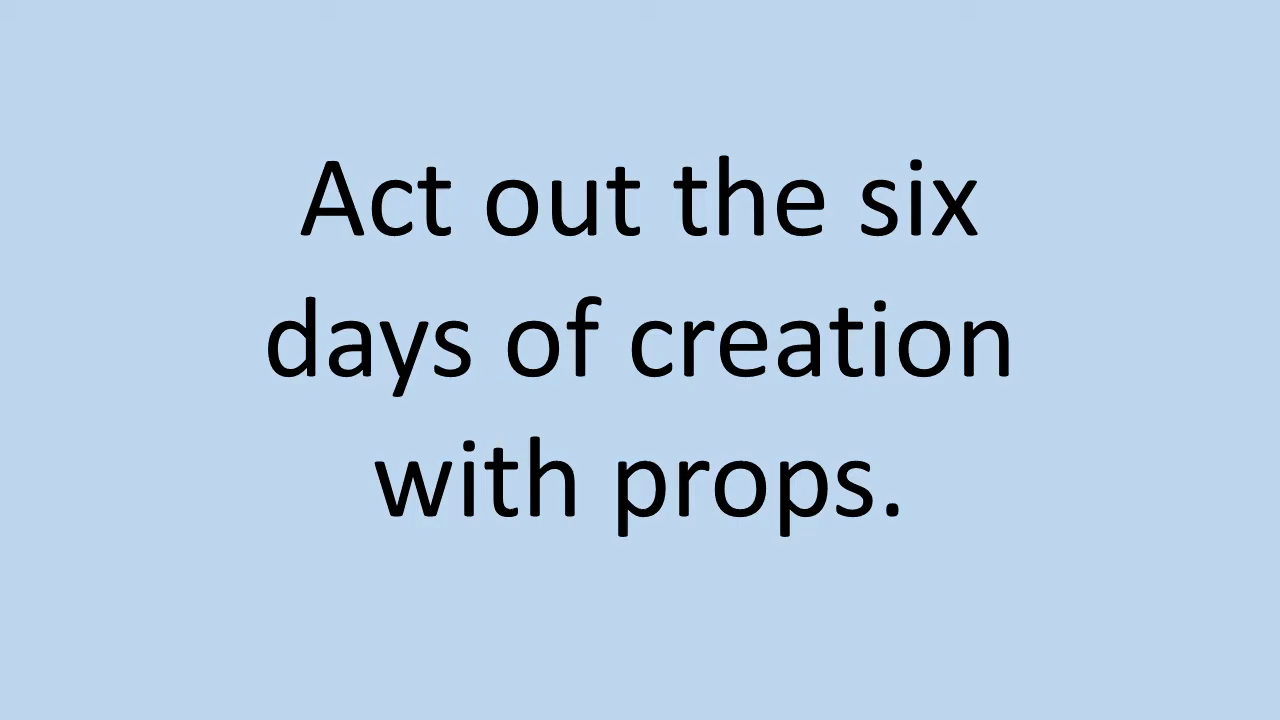 Act out the six
days of creation
with props.